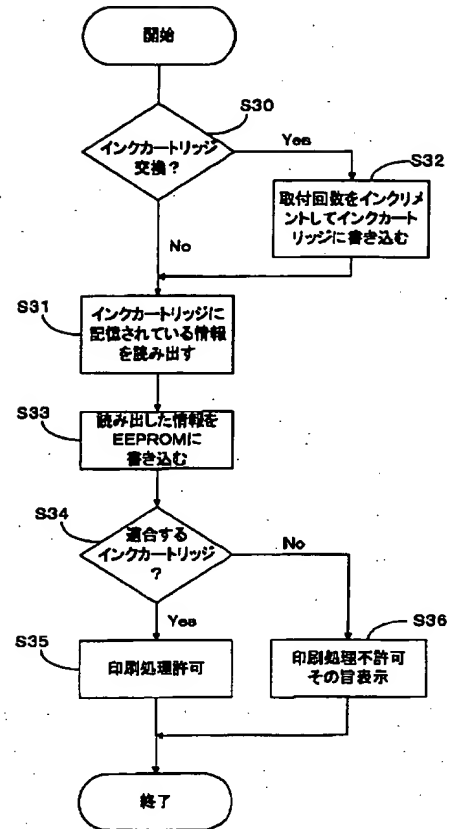 開始
S30
インクカートリッジ
交換？
Yes
S32
取付回数をインクリメ
ントしてインクカート
リッジに書き込む
No
S31
インクカートリッジに
記憶されている情報
を読み出す
S33
読み出した情報を
EEPROMに
書き込む
S34
適合する
インクカートリッジ
？
No
Yes
S35
印刷処理許可
S36
印刷処理不許可
その旨表示
終了